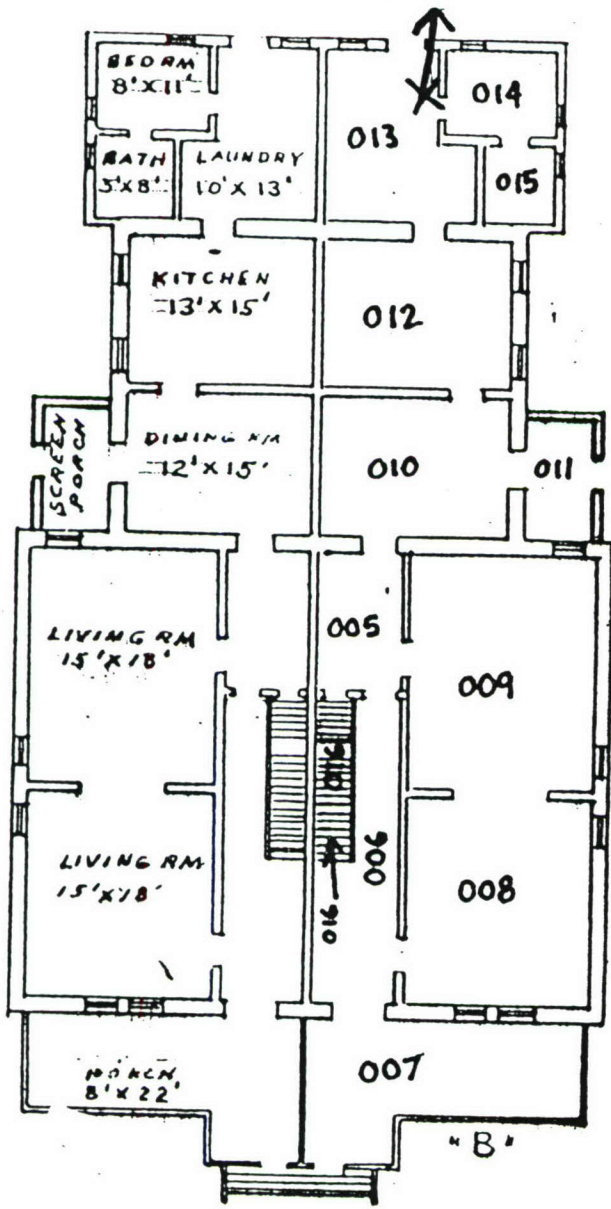 BEDRM
8'X11'
014
013
BATH
5'X8'
LAUNDRY
10'X13'
015
KITCHEN
13'X15'
012
SCREEN
PORCH
DINING RM
12'X15'
010
011
005
LIVING RM
15'X18'
009
016
006
LIVING RM
15'X18'
008
016
PORCH
8'X22'
007
"B"